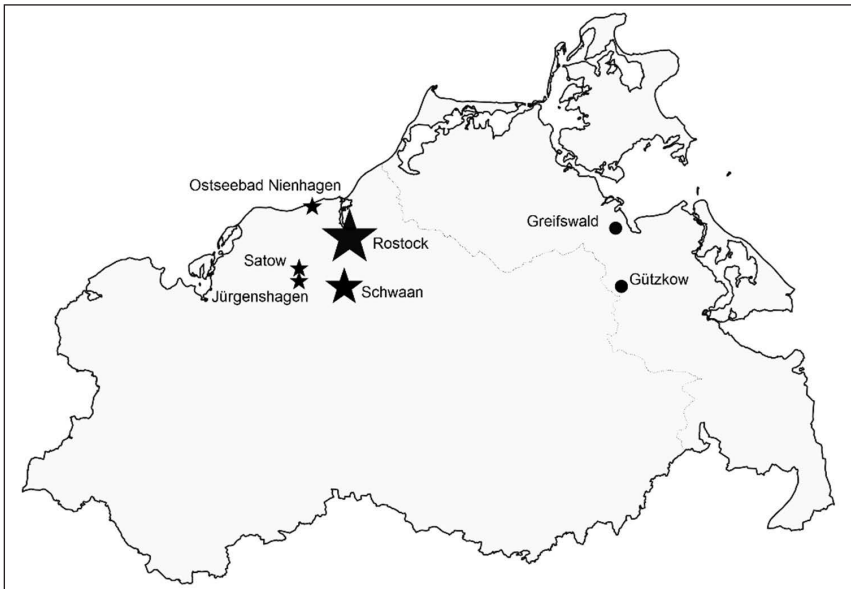 Ostseebad Nienhagen
Rostock
Greifswald
Satow
Jürgenshagen
Schwaan
Gützkow